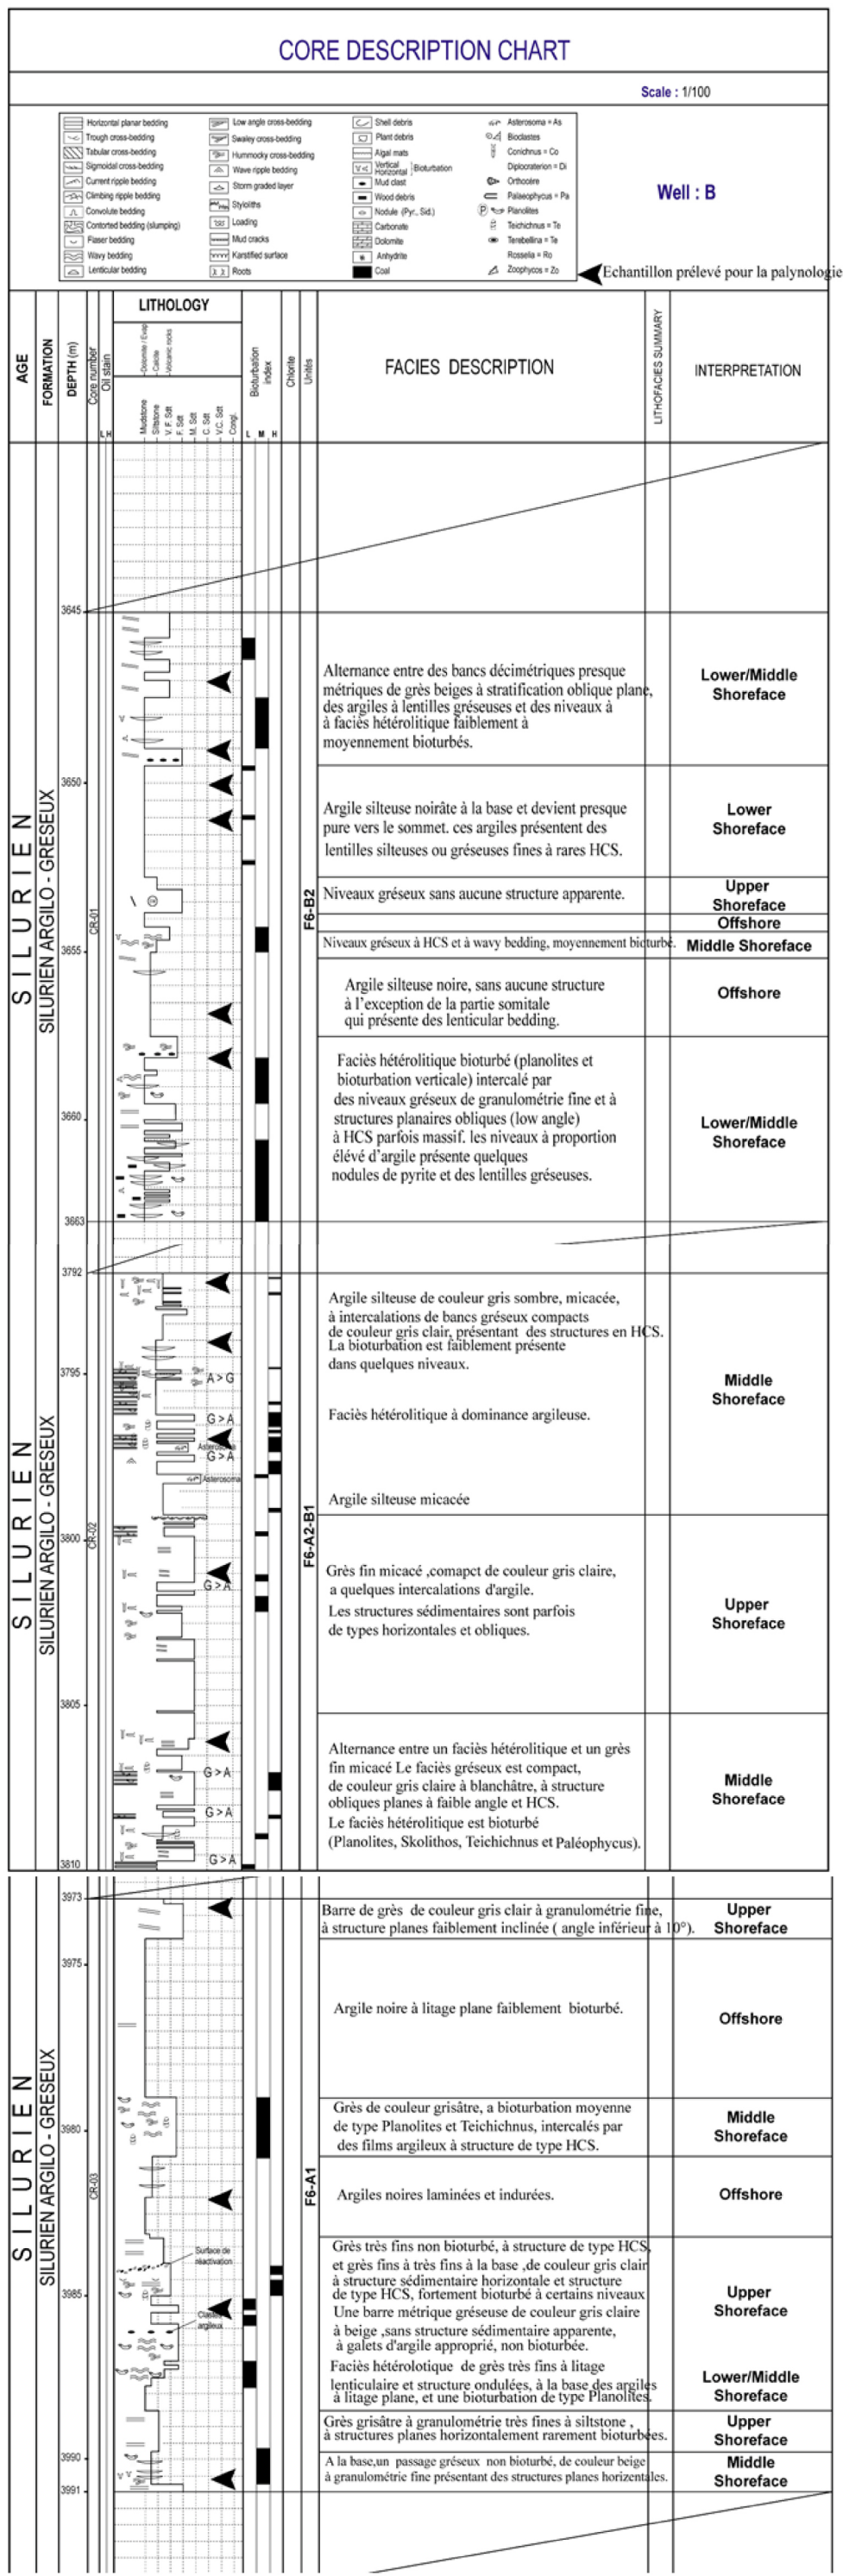 CORE DESCRIPTION CHART
Scale : 1/100
Horizontal planar bedding
Trough cross-bedding
Tabular cross-bedding
Sigmoidal cross-bedding
Current ripple bedding
Climbing ripple bedding
Convolute bedding
Contorted bedding (slumping)
Flaser bedding
Wavy bedding
Lenticular bedding
Low angle cross-bedding
Swaley cross-bedding
Hummocky cross-bedding
Wave ripple bedding
Storm graded layer
Styloliths
Loading
Mud cracks
Karstified surface
Roots
Shell debris
Plant debris
Algal mats
Vertical
Horizontal
Bioturbation
Mud clast
Wood debris
Nodule (Pyr., Sid.)
Carbonate
Dolomite
Anhydrite
Coal
Asterosoma = As
Bioclastes
Conichnus = Co
Diplocraterion = Di
Orthocère
Palaeophycus = Pa
P Planolites
Teichichnus = Te
Terebellina = Te
Rosselia = Ro
Zoophycos = Zo
Well : B
Echantillon prélevé pour la palynologie
AGE
FORMATION
DEPTH (m)
Core number
Oil stain
L H
LITHOLOGY
Dolomite / Evap
Calcite
Volcanic rocks
Mudstone
Siltstone
V. F. Sdt
F. Sdt
M. Sdt
C. Sdt
V.C. Sdt
Congl.
Bioturbation
index
L M H
Chlorite
Unités
FACIES DESCRIPTION
LITHOFACIES SUMMARY
INTERPRETATION
SILURIEN
SILURIEN ARGILO - GRESEUX
CR-01
F6-B2
3645
Alternance entre des bancs décimétriques presque
métriques de grès beiges à stratification oblique plane,
des argiles à lentilles gréseuses et des niveaux à
à faciès hétérolitique faiblement à
moyennement bioturbés.
Lower/Middle
Shoreface
3650
Argile silteuse noirâte à la base et devient presque
pure vers le sommet. ces argiles présentent des
lentilles silteuses ou gréseuses fines à rares HCS.
Lower
Shoreface
Niveaux gréseux sans aucune structure apparente.
Upper
Shoreface
Offshore
Niveaux gréseux à HCS et à wavy bedding, moyennement bioturbé.
Middle Shoreface
3655
Argile silteuse noire, sans aucune structure
à l'exception de la partie somitale
qui présente des lenticular bedding.
Offshore
Faciès hétérolitique bioturbé (planolites et
bioturbation verticale) intercalé par
des niveaux gréseux de granulométrie fine et à
structures planaires obliques (low angle)
à HCS parfois massif. les niveaux à proportion
élévé d'argile présente quelques
nodules de pyrite et des lentilles gréseuses.
Lower/Middle
Shoreface
3660
3663
SILURIEN
SILURIEN ARGILO - GRESEUX
CR-02
F6-A2-B1
3792
Argile silteuse de couleur gris sombre, micacée,
à intercalations de bancs gréseux compacts
de couleur gris clair, présentant des structures en HCS.
La bioturbation est faiblement présente
dans quelques niveaux.
3795
A > G
Middle
Shoreface
G > A
Faciès hétérolitique à dominance argileuse.
Asterosoma
G > A
Asterosoma
Argile silteuse micacée
3800
Grès fin micacé ,comapct de couleur gris claire,
a quelques intercalations d'argile.
G > A
Les structures sédimentaires sont parfois
de types horizontales et obliques.
Upper
Shoreface
3805
Alternance entre un faciès hétérolitique et un grès
fin micacé Le faciès gréseux est compact,
de couleur gris claire à blanchâtre, à structure
obliques planes à faible angle et HCS.
Le faciès hétérolitique est bioturbé
(Planolites, Skolithos, Teichichnus et Paléophycus).
Middle
Shoreface
G > A
G > A
G > A
3810
SILURIEN
SILURIEN ARGILO - GRESEUX
CR-03
F6-A1
3973
Barre de grès de couleur gris clair à granulométrie fine,
à structure planes faiblement inclinée ( angle inférieur à 10°).
Upper
Shoreface
3975
Argile noire à litage plane faiblement bioturbé.
Offshore
3980
Grès de couleur grisâtre, a bioturbation moyenne
de type Planolites et Teichichnus, intercalés par
des films argileux à structure de type HCS.
Middle
Shoreface
Argiles noires laminées et indurées.
Offshore
Surface de
réactivation
Grès très fins non bioturbé, à structure de type HCS,
et grès fins à très fins à la base ,de couleur gris clair
à structure sédimentaire horizontale et structure
de type HCS, fortement bioturbé à certains niveaux
Une barre métrique gréseuse de couleur gris claire
à beige ,sans structure sédimentaire apparente,
à galets d'argile approprié, non bioturbée.
Upper
Shoreface
3985
Clastes
argileux
Faciès hétérolotique de grès très fins à litage
lenticulaire et structure ondulées, à la base des argiles
à litage plane, et une bioturbation de type Planolites.
Lower/Middle
Shoreface
Grès grisâtre à granulométrie très fines à siltstone ,
à structures planes horizontalement rarement bioturbées.
Upper
Shoreface
3990
A la base,un passage gréseux non bioturbé, de couleur beige
à granulométrie fine présentant des structures planes horizentales.
Middle
Shoreface
3991